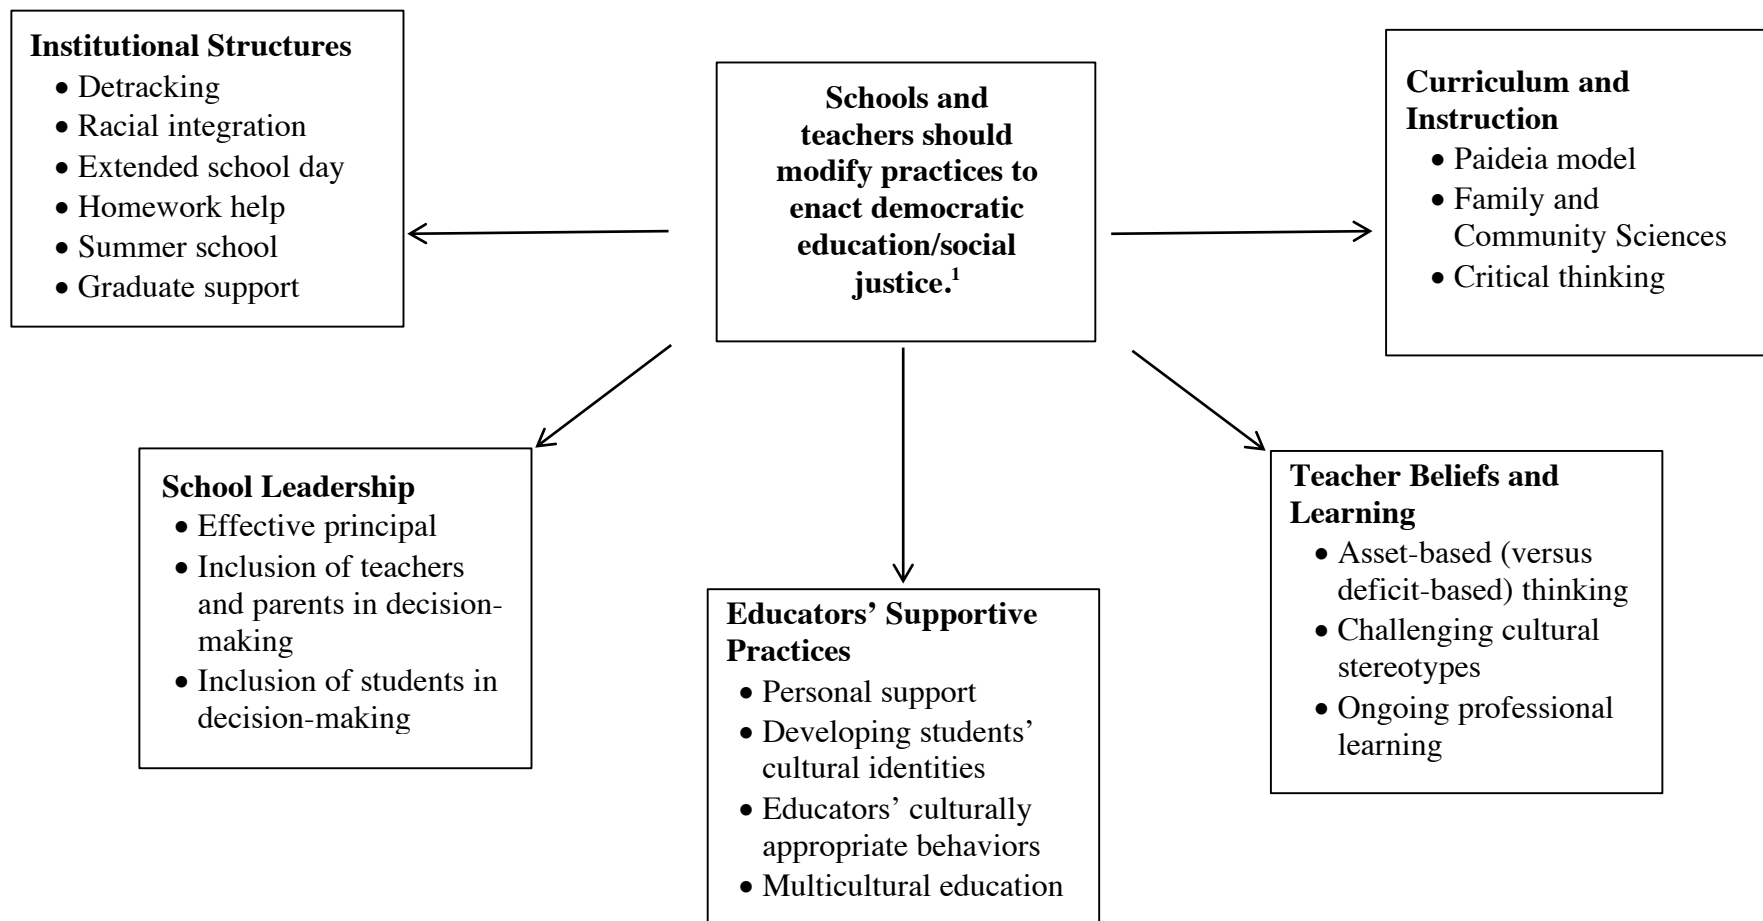 Institutional Structures
• Detracking
• Racial integration
• Extended school day
• Homework help
• Summer school
• Graduate support
Schools and
teachers should
modify practices to
enact democratic
education/social
justice.¹
Curriculum and
Instruction
• Paideia model
• Family and
Community Sciences
• Critical thinking
School Leadership
• Effective principal
• Inclusion of teachers
and parents in decision-
making
• Inclusion of students in
decision-making
Educators’ Supportive
Practices
• Personal support
• Developing students’
cultural identities
• Educators’ culturally
appropriate behaviors
• Multicultural education
Teacher Beliefs and
Learning
• Asset-based (versus
deficit-based) thinking
• Challenging cultural
stereotypes
• Ongoing professional
learning